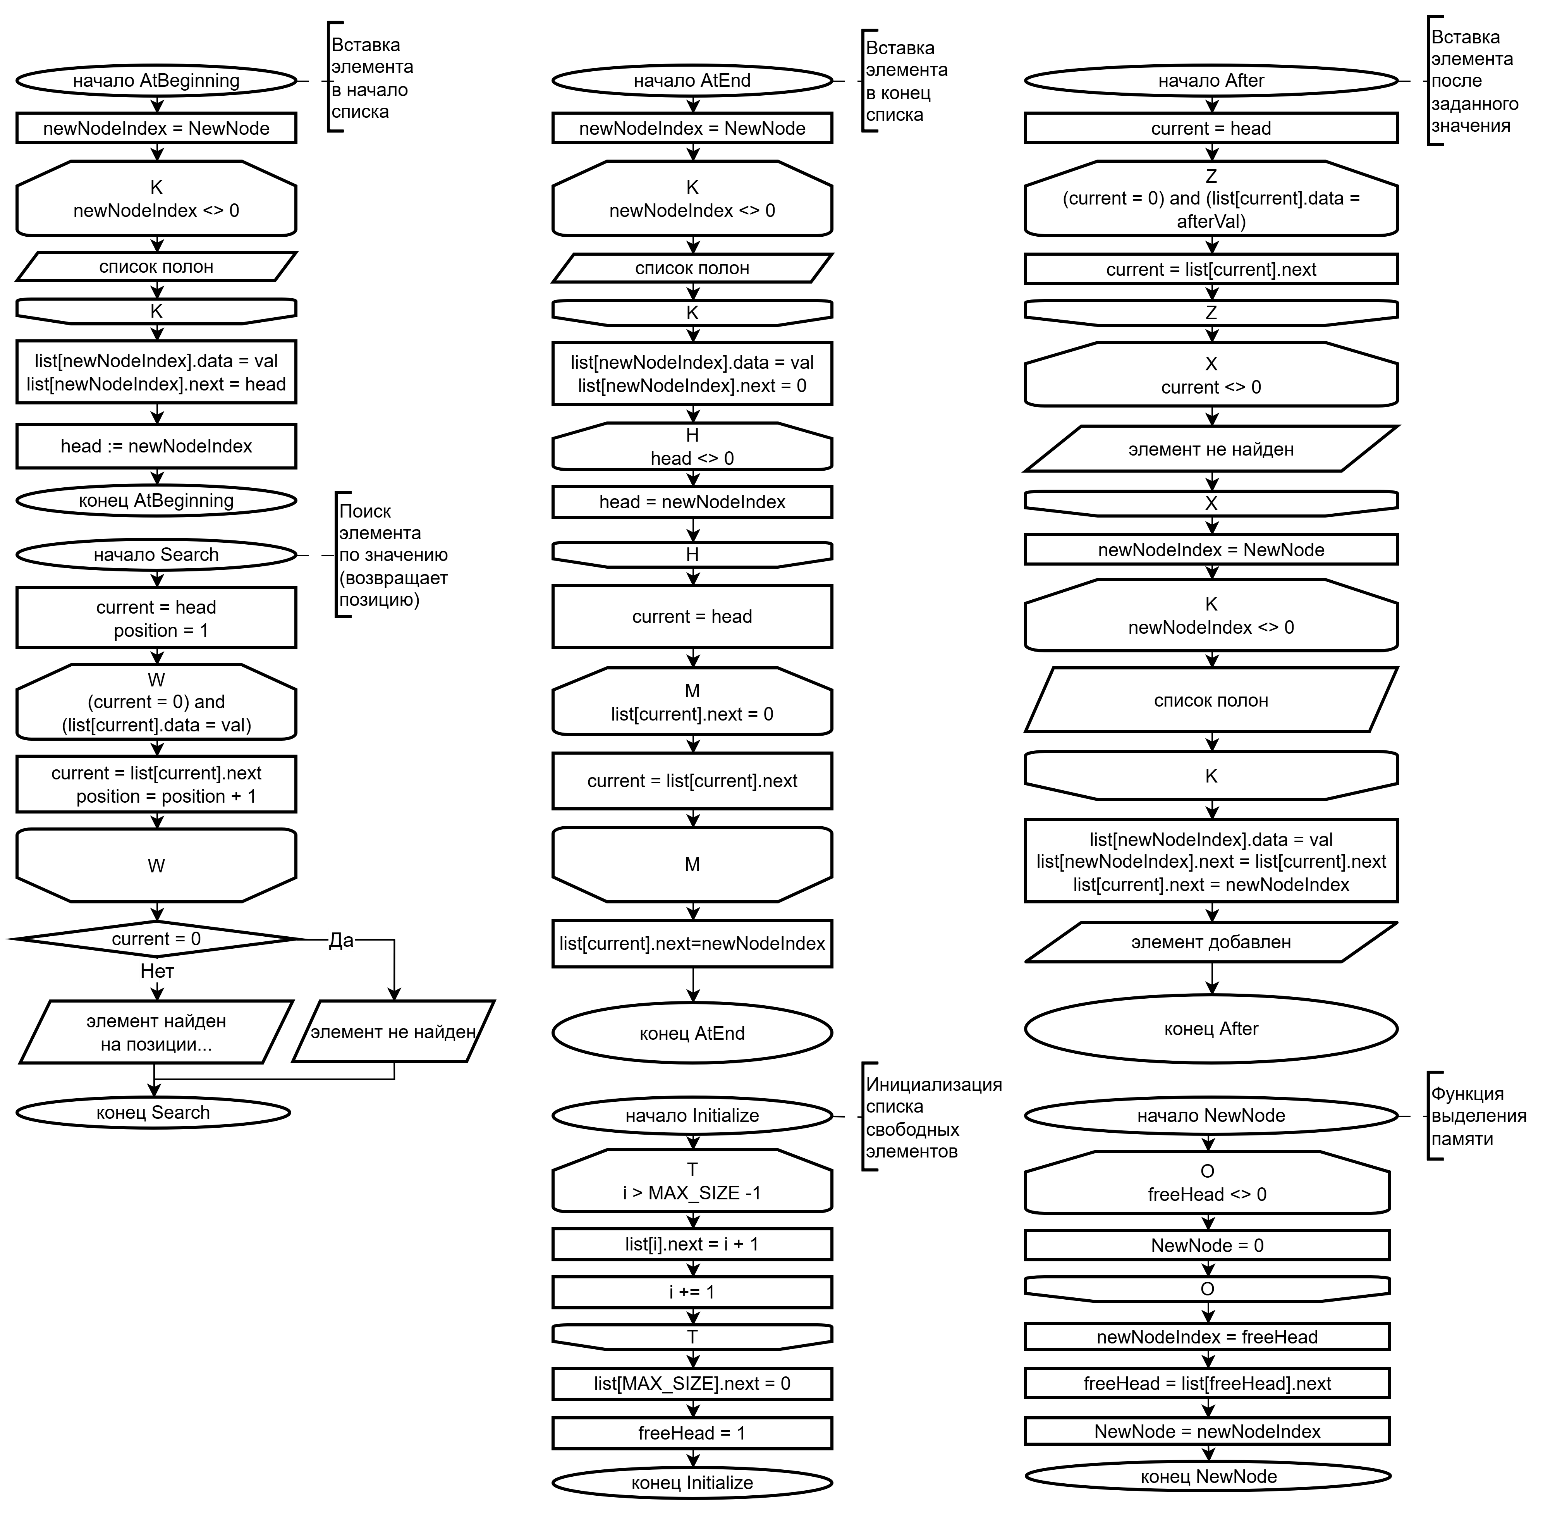 начало AtBeginning
Вставка
элемента
в начало
списка
newNodeIndex = NewNode
K
newNodeIndex <> 0
список полон
K
list[newNodeIndex].data = val
list[newNodeIndex].next = head
head := newNodeIndex
конец AtBeginning
начало Search
Поиск
элемента
по значению
(возвращает
позицию)
current = head
position = 1
W
(current = 0) and
(list[current].data = val)
current = list[current].next
position = position + 1
W
current = 0
Да
Нет
элемент найден
на позиции...
элемент не найден
конец Search
начало AtEnd
Вставка
элемента
в конец
списка
newNodeIndex = NewNode
K
newNodeIndex <> 0
список полон
K
list[newNodeIndex].data = val
list[newNodeIndex].next = 0
H
head <> 0
head = newNodeIndex
H
current = head
M
list[current].next = 0
current = list[current].next
M
list[current].next=newNodeIndex
конец AtEnd
начало Initialize
Инициализация
списка
свободных
элементов
T
i > MAX_SIZE -1
list[i].next = i + 1
i += 1
T
list[MAX_SIZE].next = 0
freeHead = 1
конец Initialize
начало After
Вставка
элемента
после
заданного
значения
current = head
Z
(current = 0) and (list[current].data =
afterVal)
current = list[current].next
Z
X
current <> 0
элемент не найден
X
newNodeIndex = NewNode
K
newNodeIndex <> 0
список полон
K
list[newNodeIndex].data = val
list[newNodeIndex].next = list[current].next
list[current].next = newNodeIndex
элемент добавлен
конец After
начало NewNode
Функция
выделения
памяти
O
freeHead <> 0
NewNode = 0
O
newNodeIndex = freeHead
freeHead = list[freeHead].next
NewNode = newNodeIndex
конец NewNode